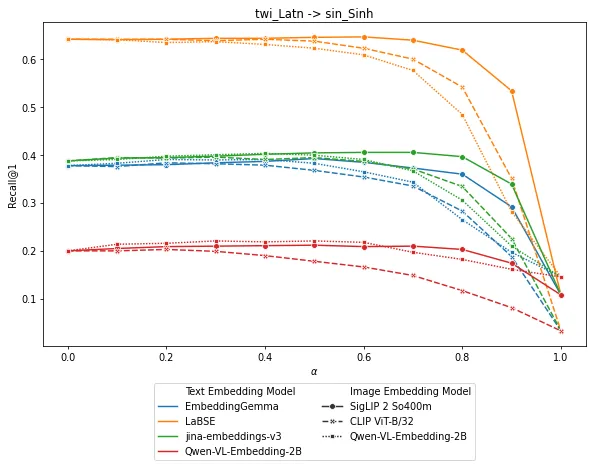 twi_Latn -> sin_Sinh
Recall@1
0.6
0.5
0.4
0.3
0.2
0.1
0.0 0.2 0.4 0.6 0.8 1.0
α
Text Embedding Model
EmbeddingGemma
LaBSE
jina-embeddings-v3
Qwen-VL-Embedding-2B
Image Embedding Model
SigLIP 2 So400m
CLIP ViT-B/32
Qwen-VL-Embedding-2B